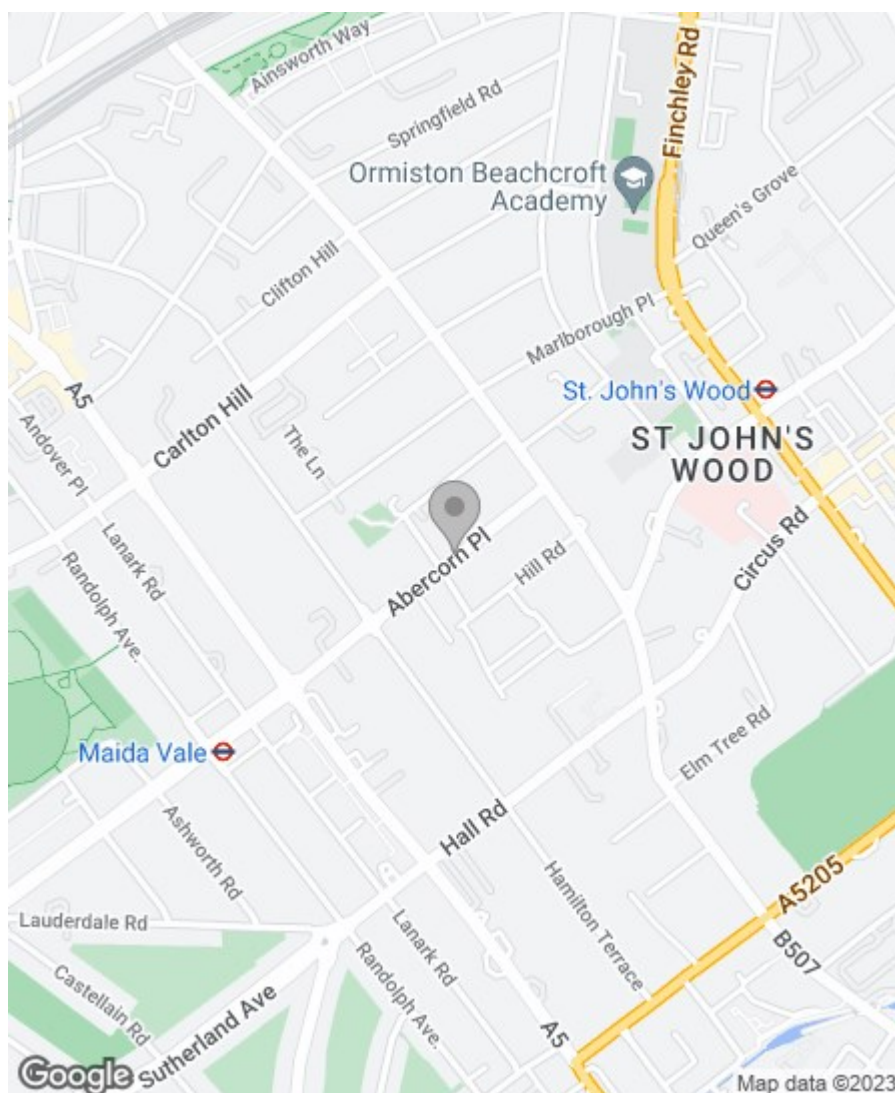 Ainsworth Way
Springfield Rd
Finchley Rd
Ormiston Beachcroft
Academy
Queen's Grove
Clifton Hill
Marlborough Pl
A5
St. John's Wood
Carlton Hill
ST JOHN'S
WOOD
Andover Pl
The Ln
Lanark Rd
Abercorn Pl
Hill Rd
Circus Rd
Randolph Ave.
Elm Tree Rd
Maida Vale
Ashworth Rd
Hall Rd
Hamilton Terrace
A5205
Lauderdale Rd
Lanark Rd
B507
Castellain Rd
Randolph Ave.
Sutherland Ave
A5
Google
Map data ©2023